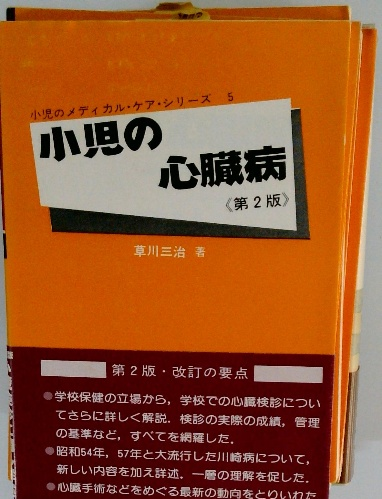 小児のメディカル・ケア・シリーズ 5
小児の
心臓病
《第2版》
草川三治 著
第2版・改訂の要点
●学校保健の立場から，学校での心臓検診につい
てさらに詳しく解説．検診の実際の成績，管理
の基準など，すべてを網羅した．
●昭和54年，57年と大流行した川崎病について，
新しい内容を加え詳述．一層の理解を促した．
●心臓手術などをめぐる最新の動向をとりいれた